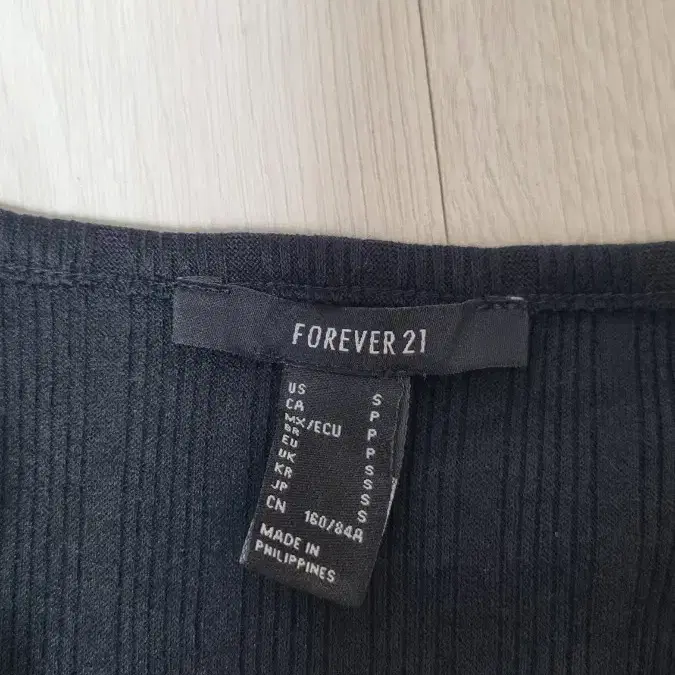 FOREVER 21
US S
CA P
MX/ECU P
BR P
EU S
UK S
KR S
JP S
CN 160/84A
MADE IN
PHILIPPINES